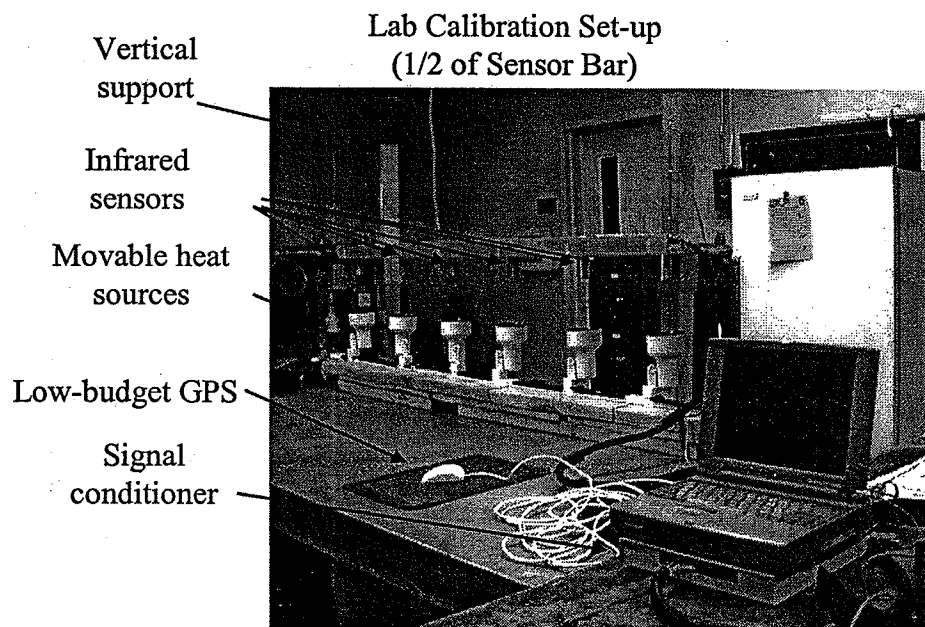 Lab Calibration Set-up
(1/2 of Sensor Bar)
Vertical
support
Infrared
sensors
Movable heat
sources
Low-budget GPS
Signal
conditioner